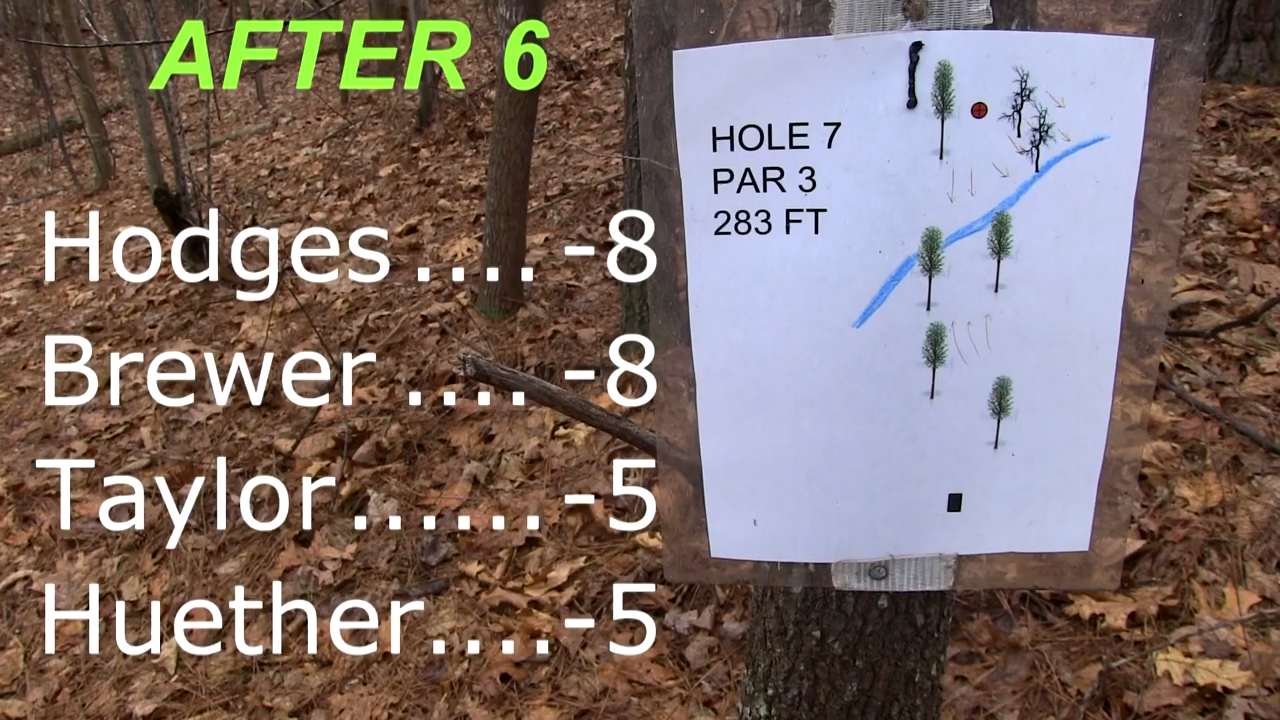 AFTER 6
Hodges .... -8
Brewer .... -8
Taylor...... -5
Huether....-5
HOLE 7
PAR 3
283 FT